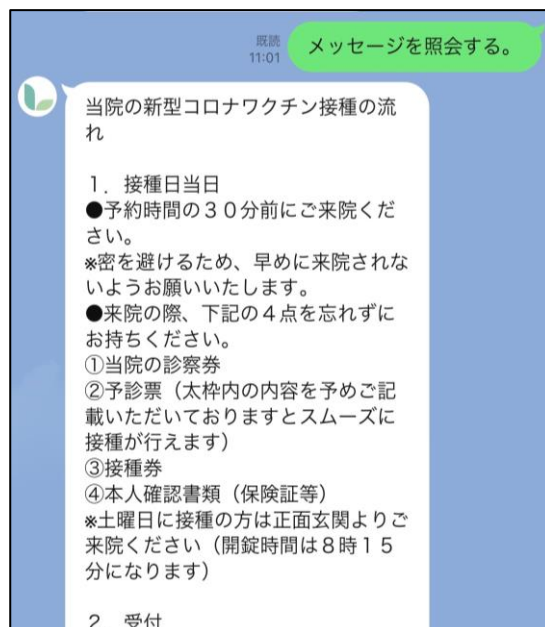 既読
11:01
メッセージを照会する。
当院の新型コロナワクチン接種の流
れ
１．接種日当日
●予約時間の３０分前にご来院くだ
さい。
※密を避けるため、早めに来院されな
いようお願いいたします。
●来院の際、下記の４点を忘れずに
お持ちください。
①当院の診察券
②予診票（太枠内の内容を予めご記
載いただいておりますとスムーズに
接種が行えます）
③接種券
④本人確認書類（保険証等）
※土曜日に接種の方は正面玄関よりご
来院ください（開錠時間は８時１５
分になります）
２．受付